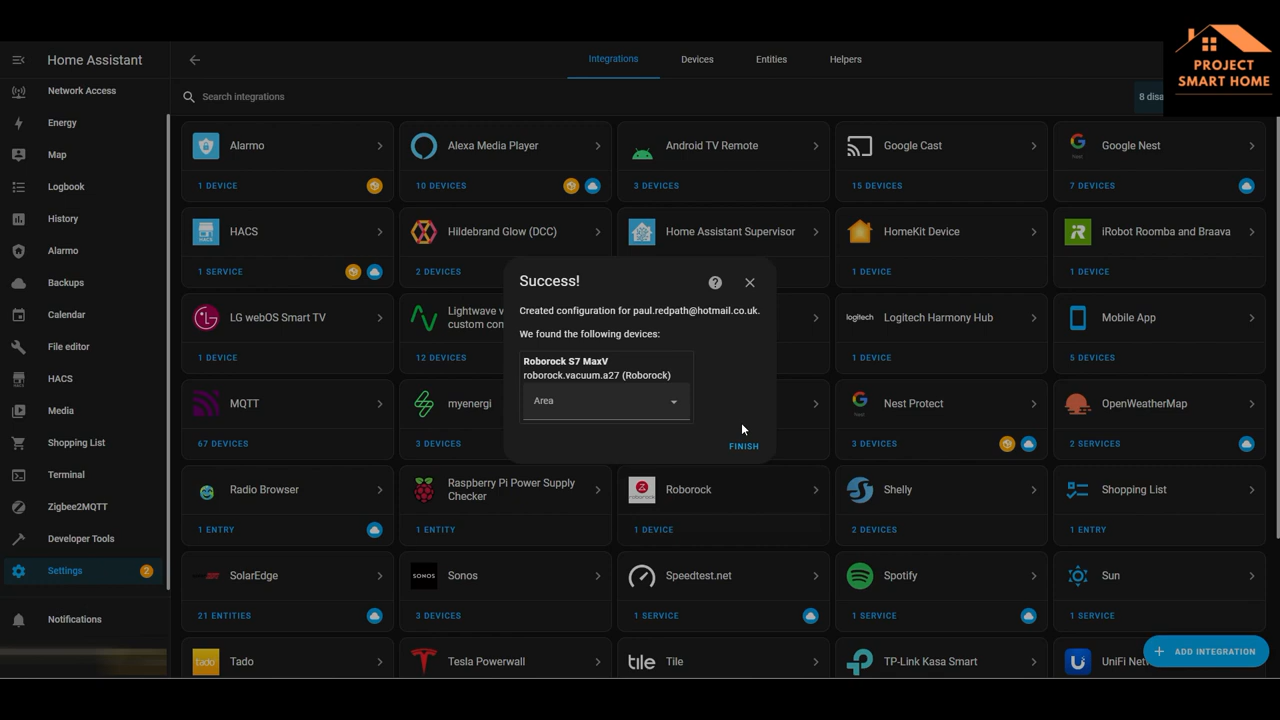 PROJECT
SMART HOME
Home Assistant
Integrations
Devices
Entities
Helpers
Network Access
Search integrations
8 disa
Energy
Map
Logbook
History
Alarmo
Backups
Calendar
File editor
HACS
Media
Shopping List
Terminal
Zigbee2MQTT
Developer Tools
Settings
2
Notifications
Alarmo
1 DEVICE
Alexa Media Player
10 DEVICES
Android TV Remote
3 DEVICES
Google Cast
15 DEVICES
Google Nest
7 DEVICES
HACS
1 SERVICE
Hildebrand Glow (DCC)
2 DEVICES
Home Assistant Supervisor
HomeKit Device
1 DEVICE
iRobot Roomba and Braava
1 DEVICE
Success!
Created configuration for paul.redpath@hotmail.co.uk.
We found the following devices:
Roborock S7 MaxV
roborock.vacuum.a27 (Roborock)
Area
FINISH
LG webOS Smart TV
1 DEVICE
Lightwave
custom con
12 DEVICES
logitech
Logitech Harmony Hub
1 DEVICE
Mobile App
5 DEVICES
MQTT
67 DEVICES
myenergi
3 DEVICES
Nest Protect
3 DEVICES
OpenWeatherMap
2 SERVICES
Radio Browser
1 ENTRY
Raspberry Pi Power Supply
Checker
1 ENTITY
roborock
Roborock
1 DEVICE
Shelly
2 DEVICES
Shopping List
1 ENTRY
SolarEdge
21 ENTITIES
SONOS
Sonos
3 DEVICES
Speedtest.net
1 SERVICE
Spotify
1 SERVICE
Sun
1 SERVICE
tado
Tado
Tesla Powerwall
tile
Tile
TP-Link Kasa Smart
UniFi Net
ADD INTEGRATION